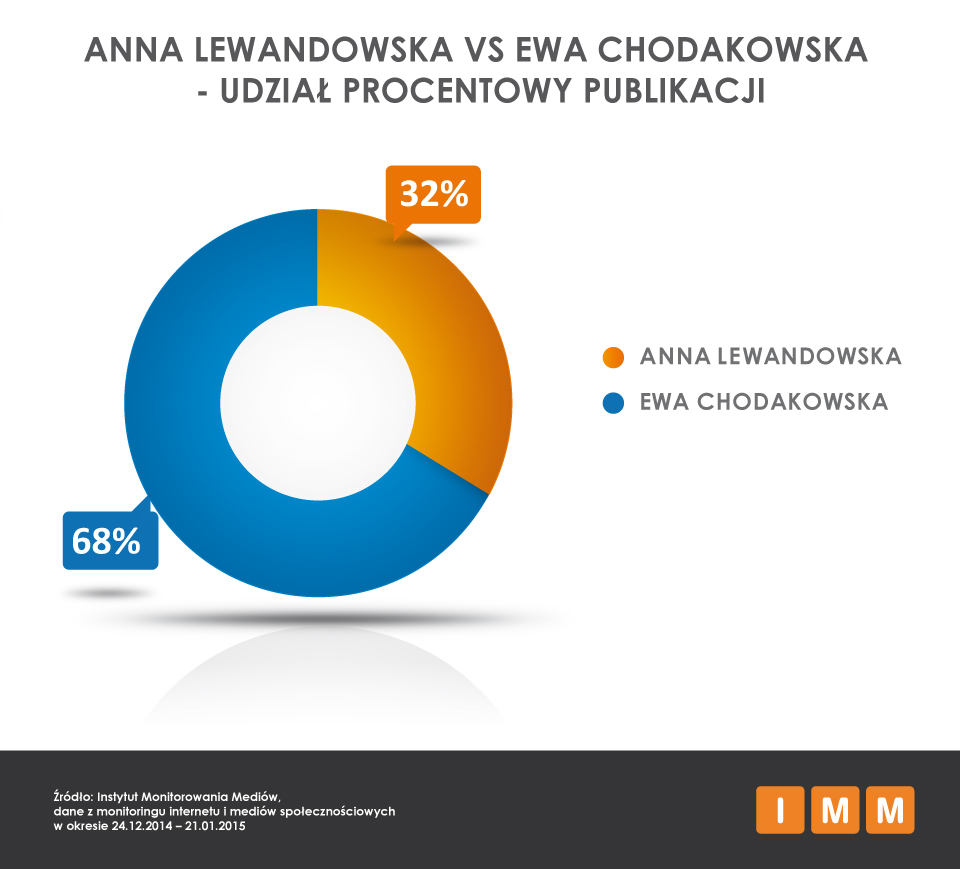 ANNA LEWANDOWSKA VS EWA CHODAKOWSKA
- UDZIAŁ PROCENTOWY PUBLIKACJI
32%
ANNA LEWANDOWSKA
EWA CHODAKOWSKA
68%
Źródło: Instytut Monitorowania Mediów,
dane z monitoringu internetu i mediów społecznościowych
w okresie 24.12.2014 – 21.01.2015
IMM